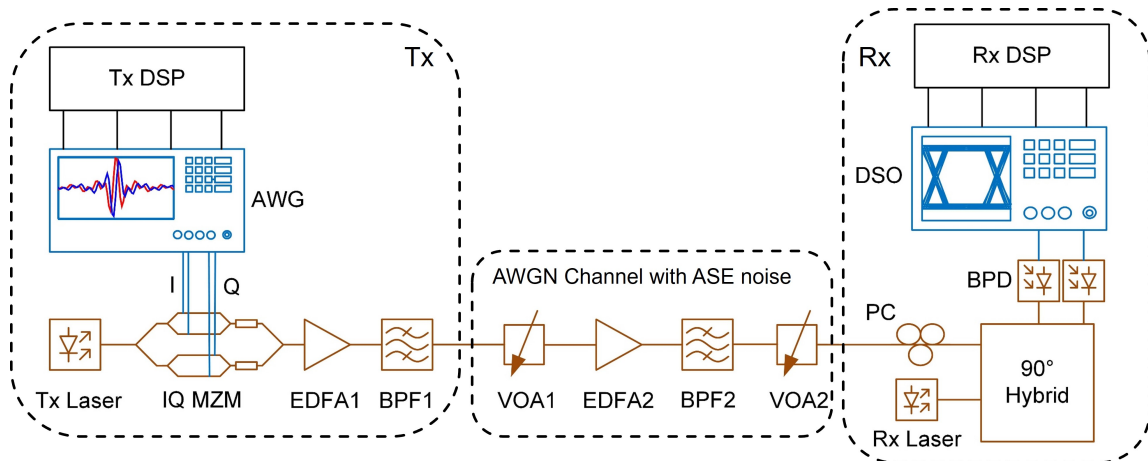 Tx DSP
Tx
AWG
I
Q
Tx Laser
IQ MZM
EDFA1
BPF1
AWGN Channel with ASE noise
VOA1
EDFA2
BPF2
VOA2
Rx
Rx DSP
DSO
BPD
PC
90°
Hybrid
Rx Laser